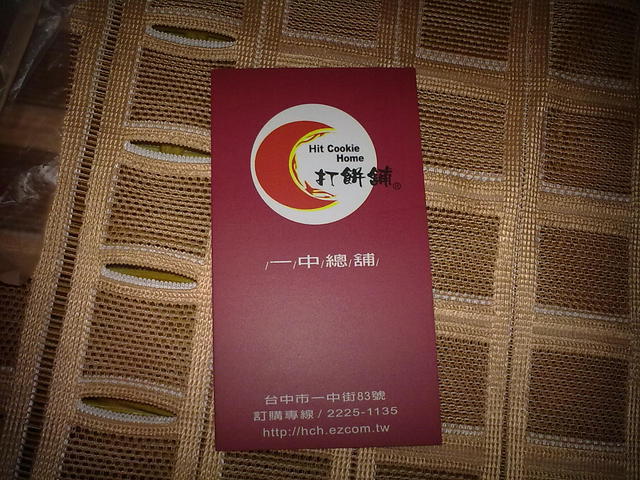 Hit Cookie
Home
打餅舖®
/一/中/總/舖/
台中市一中街83號
訂購專線 / 2225-1135
http://hch.ezcom.tw